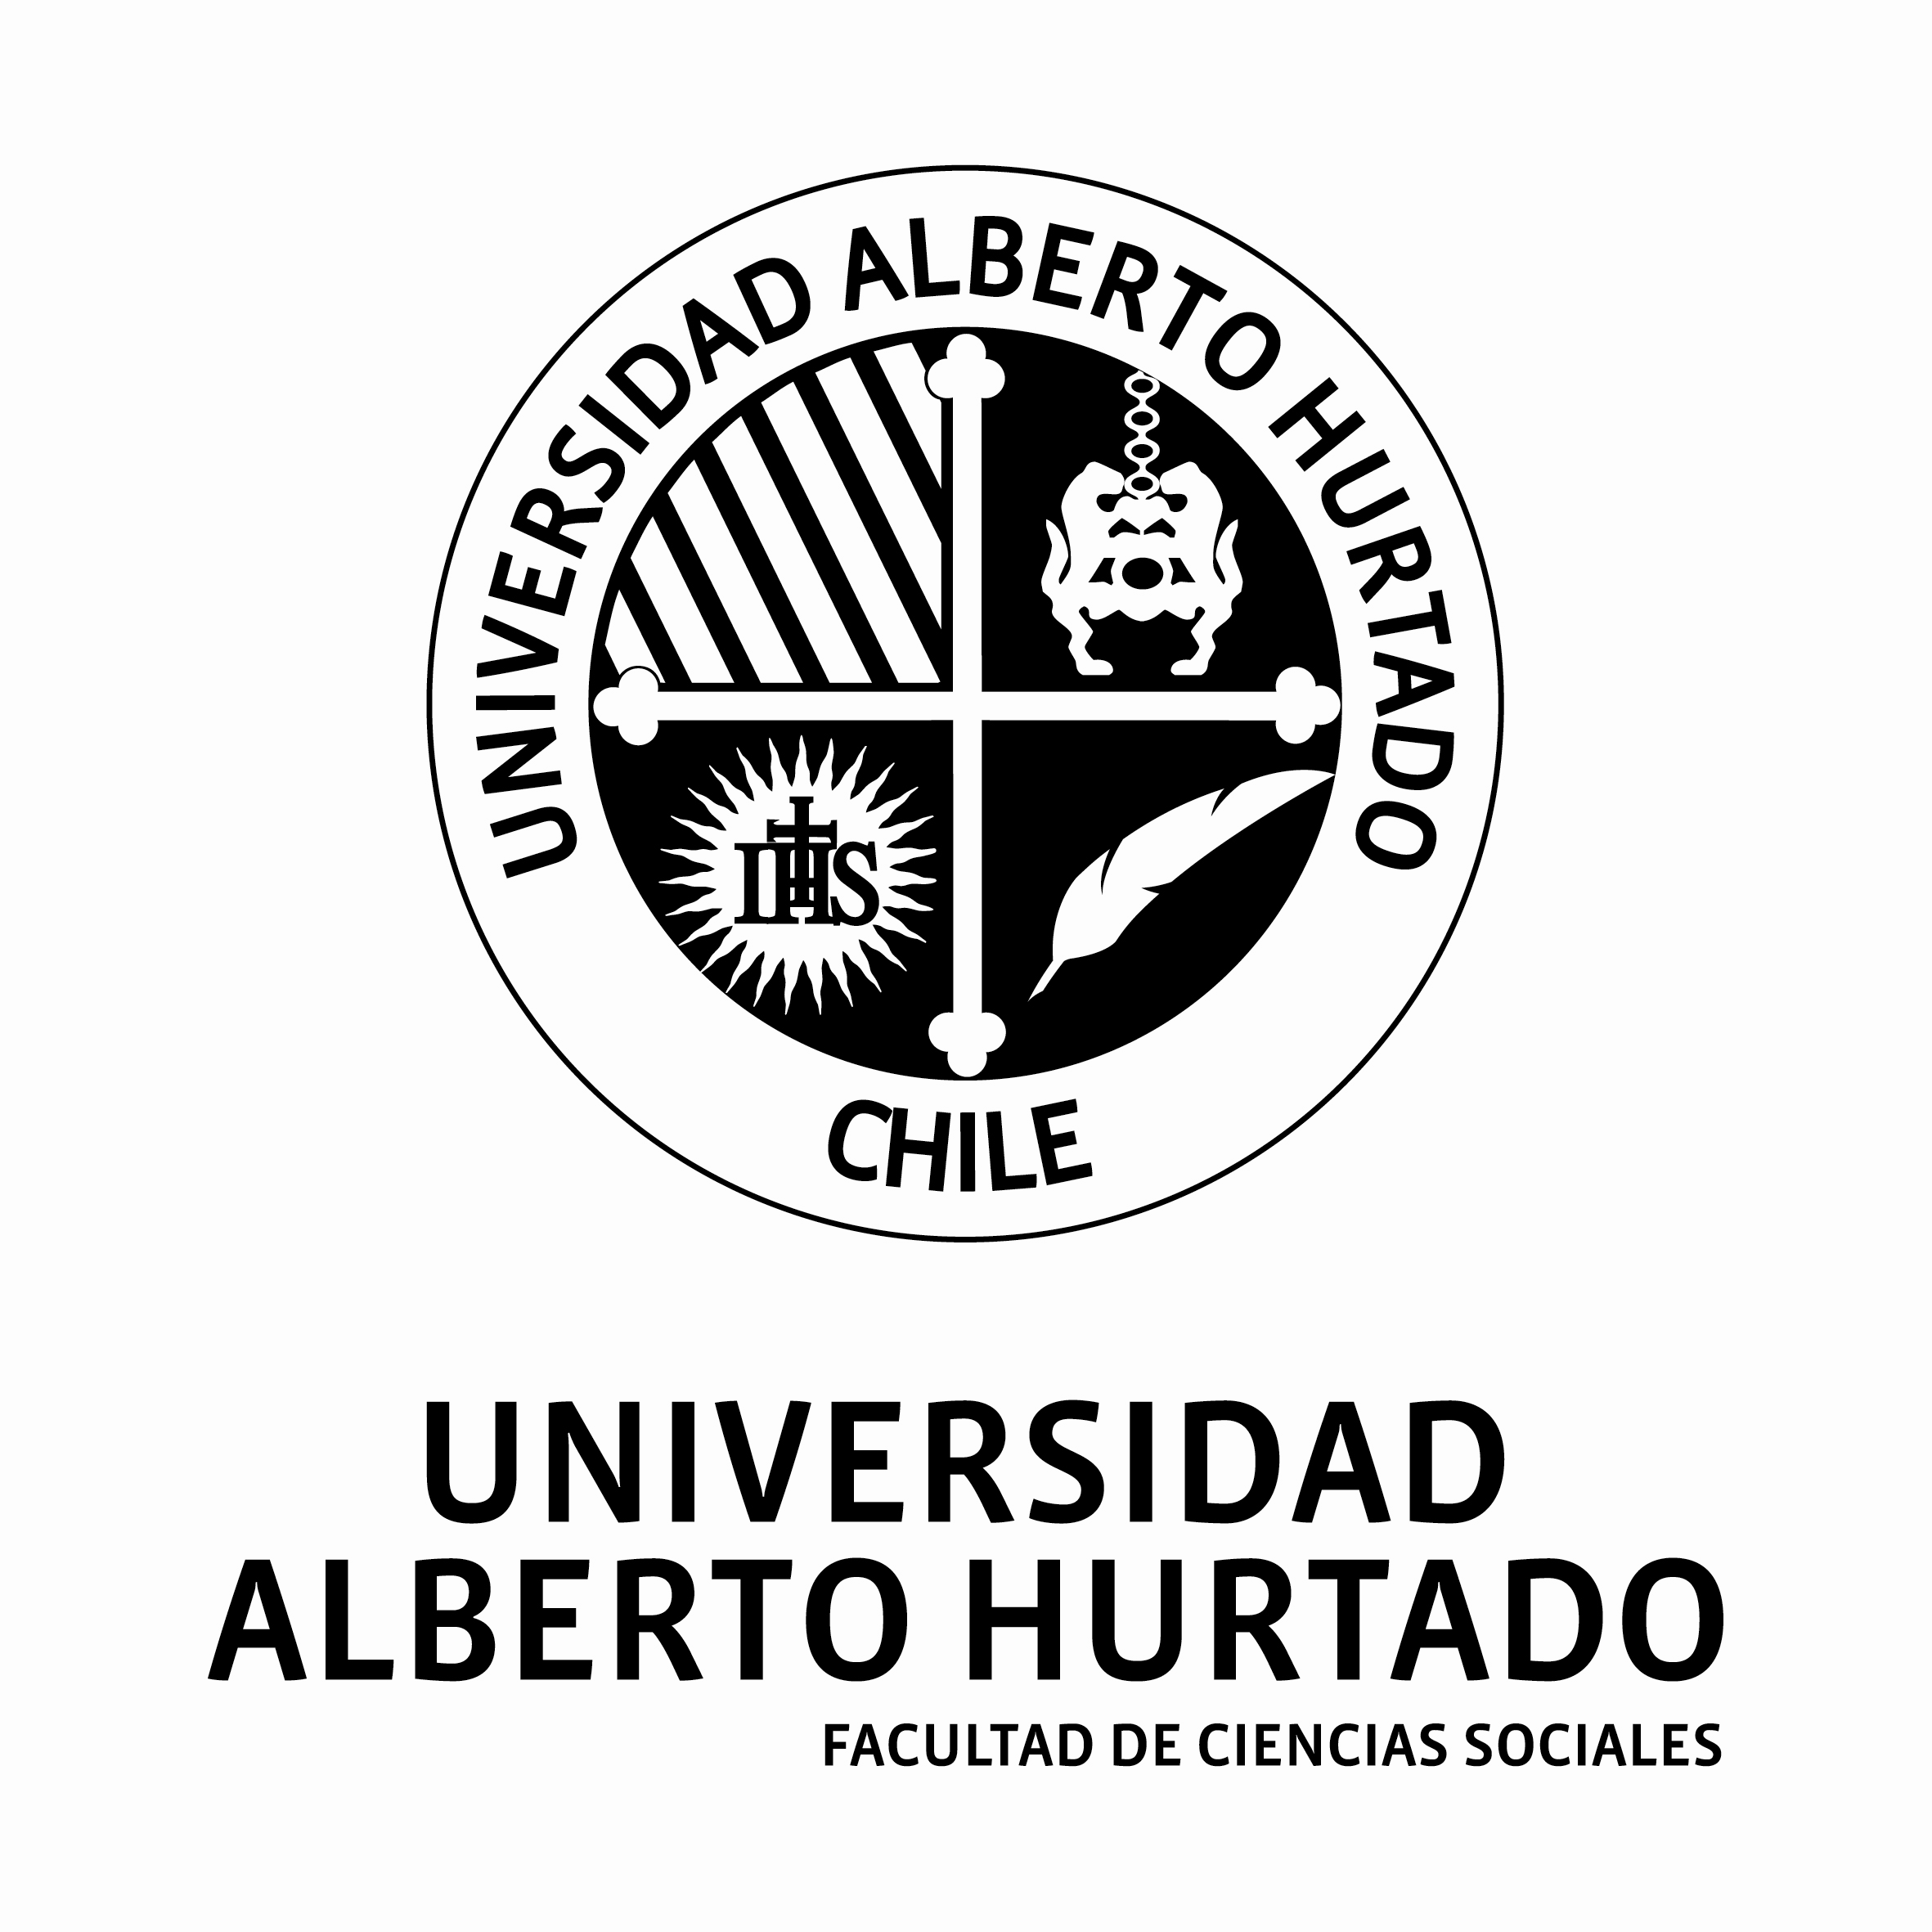 UNIVERSIDAD ALBERTO HURTADO
IHS
CHILE
UNIVERSIDAD
ALBERTO HURTADO
FACULTAD DE CIENCIAS SOCIALES